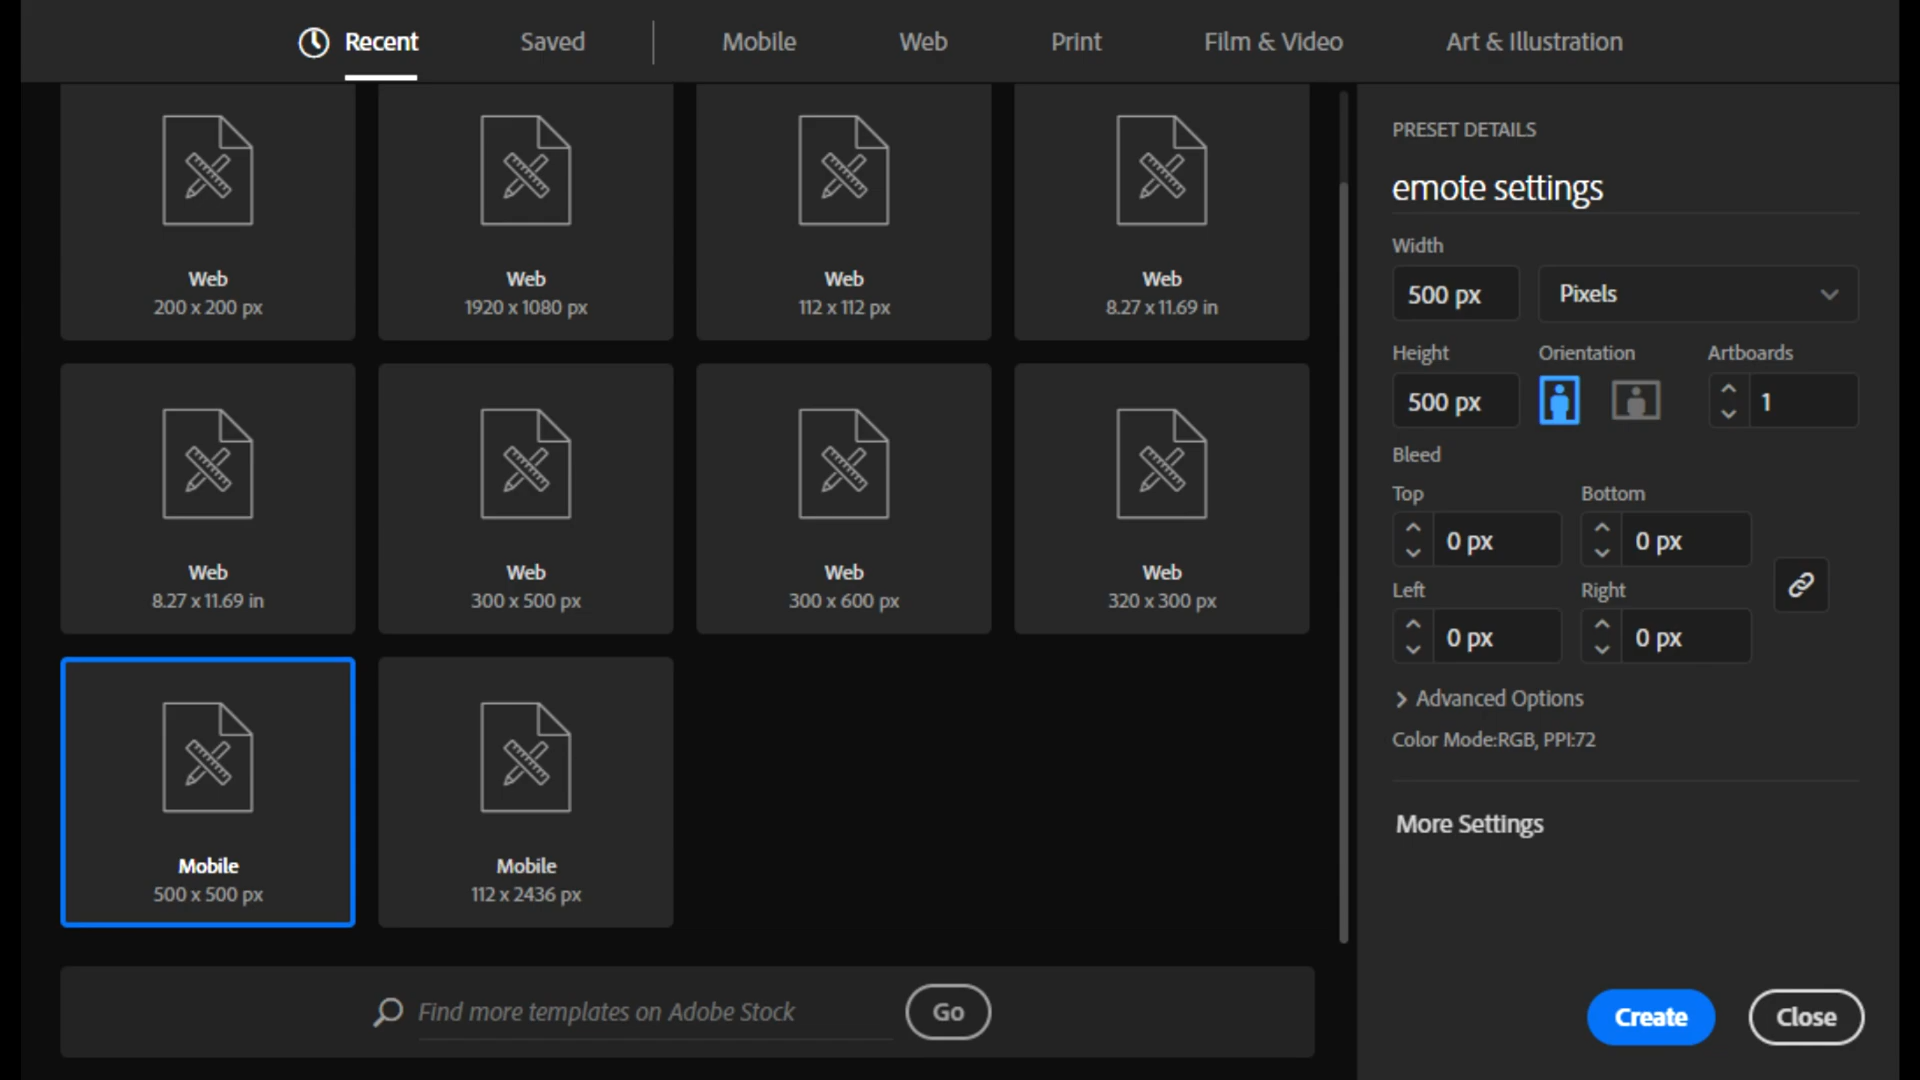 Recent
Saved
Mobile
Web
Print
Film & Video
Art & Illustration
Web
200 x 200 px
Web
1920 x 1080 px
Web
112 x 112 px
Web
8.27 x 11.69 in
Web
8.27 x 11.69 in
Web
300 x 500 px
Web
300 x 600 px
Web
320 x 300 px
Mobile
500 x 500 px
Mobile
112 x 2436 px
Find more templates on Adobe Stock
Go
PRESET DETAILS
emote settings
Width
500 px
Pixels
Height
Orientation
Artboards
500 px
1
Bleed
Top
Bottom
0 px
0 px
Left
Right
0 px
0 px
Advanced Options
Color Mode:RGB, PPI:72
More Settings
Create
Close